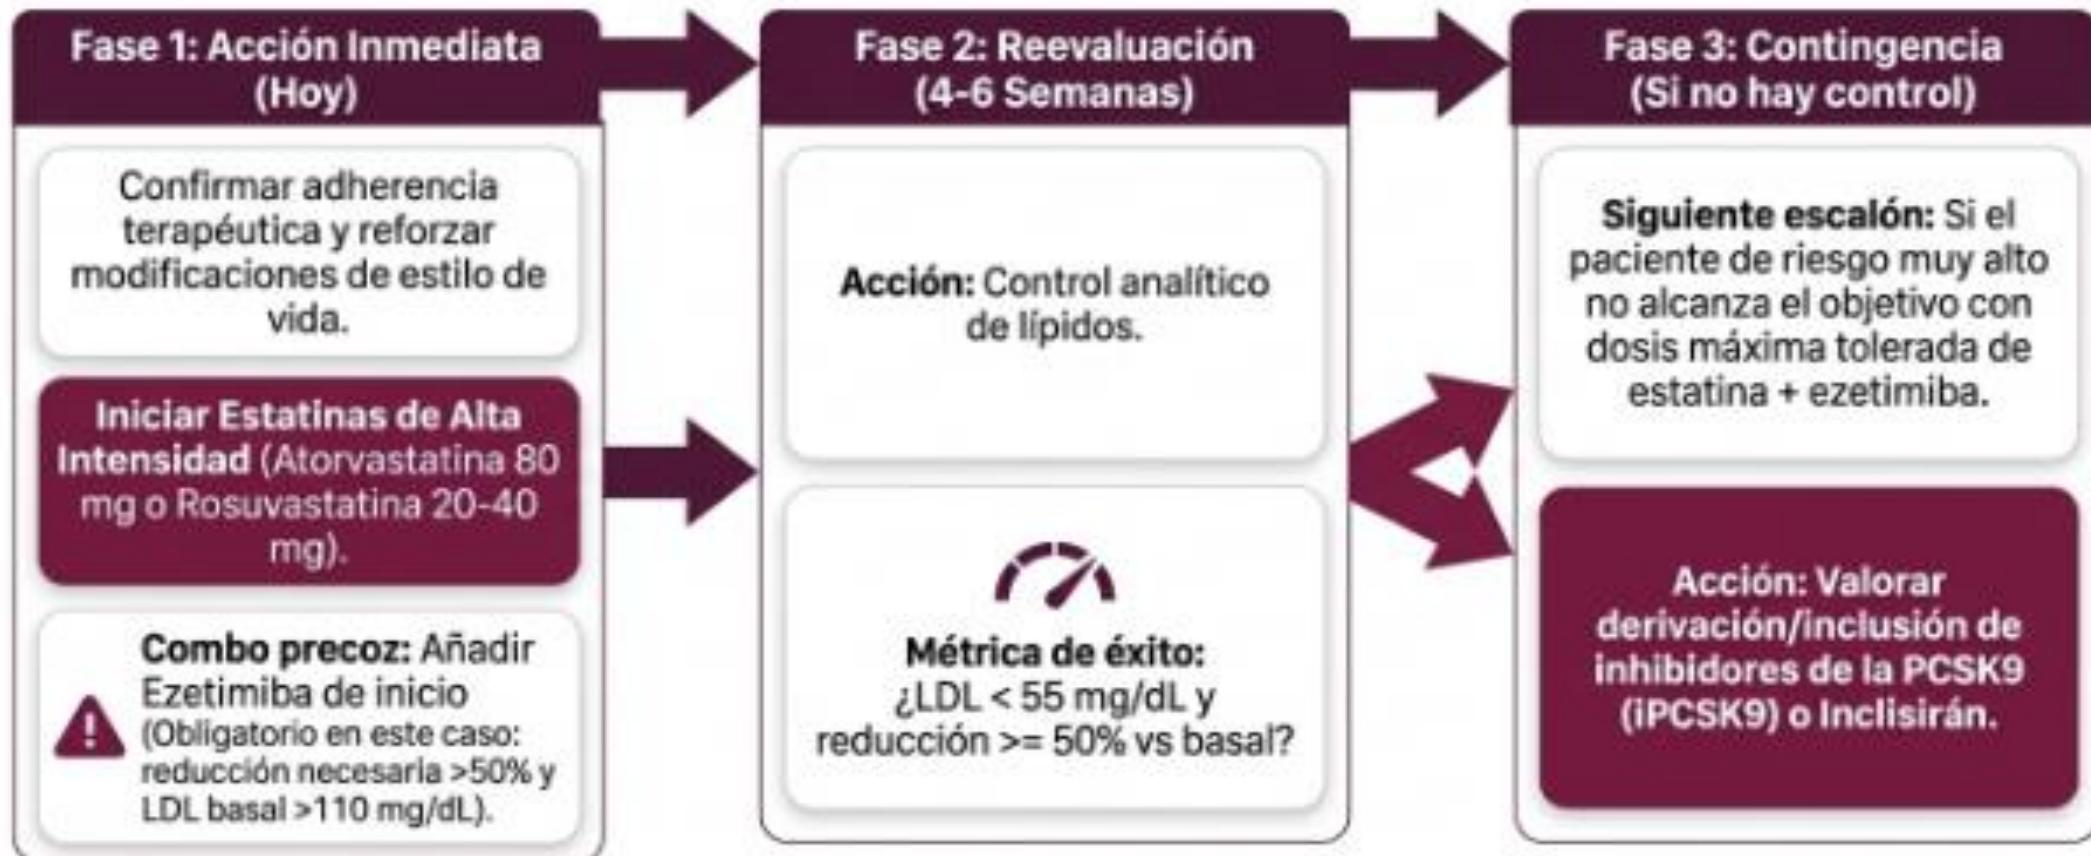 Fase 1: Acción Inmediata
(Hoy)
Confirmar adherencia
terapéutica y reforzar
modificaciones de estilo de
vida.
Iniciar Estatinas de Alta
Intensidad (Atorvastatina 80
mg o Rosuvastatina 20-40
mg).
Combo precoz: Añadir
Ezetimiba de inicio
(Obligatorio en este caso:
reducción necesaria >50% y
LDL basal >110 mg/dL).
!
Fase 2: Reevaluación
(4-6 Semanas)
Acción: Control analítico
de lípidos.
Métrica de éxito:
¿LDL < 55 mg/dL y
reducción >= 50% vs basal?
Fase 3: Contingencia
(Si no hay control)
Siguiente escalón: Si el
paciente de riesgo muy alto
no alcanza el objetivo con
dosis máxima tolerada de
estatina + ezetimiba.
Acción: Valorar
derivación/inclusión de
inhibidores de la PCSK9
(iPCSK9) o Inclisirán.